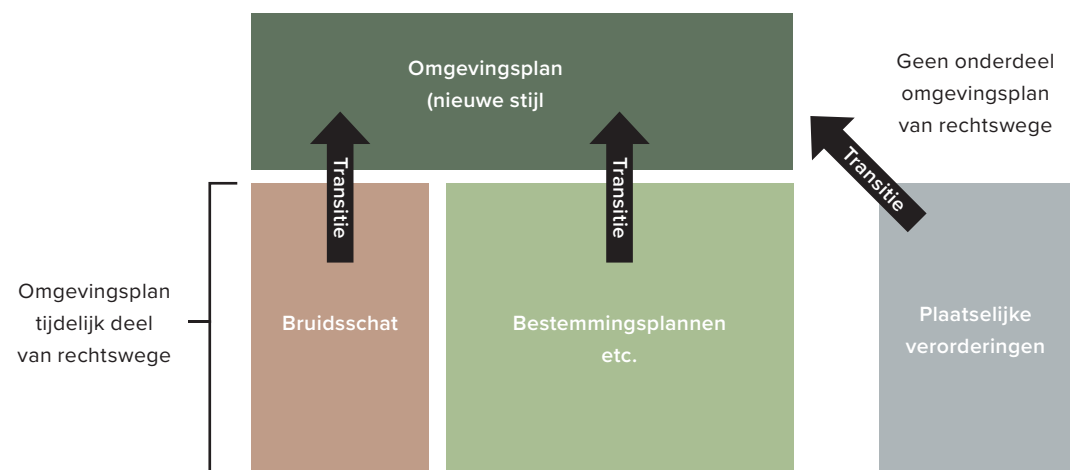 Omgevingsplan
(nieuwe stijl
Geen onderdeel
omgevingsplan
van rechtswege
Transitie
Transitie
Transitie
Omgevingsplan
tijdelijk deel
van rechtswege
Bruidsschat
Bestemmingsplannen
etc.
Plaatselijke
verordeningen